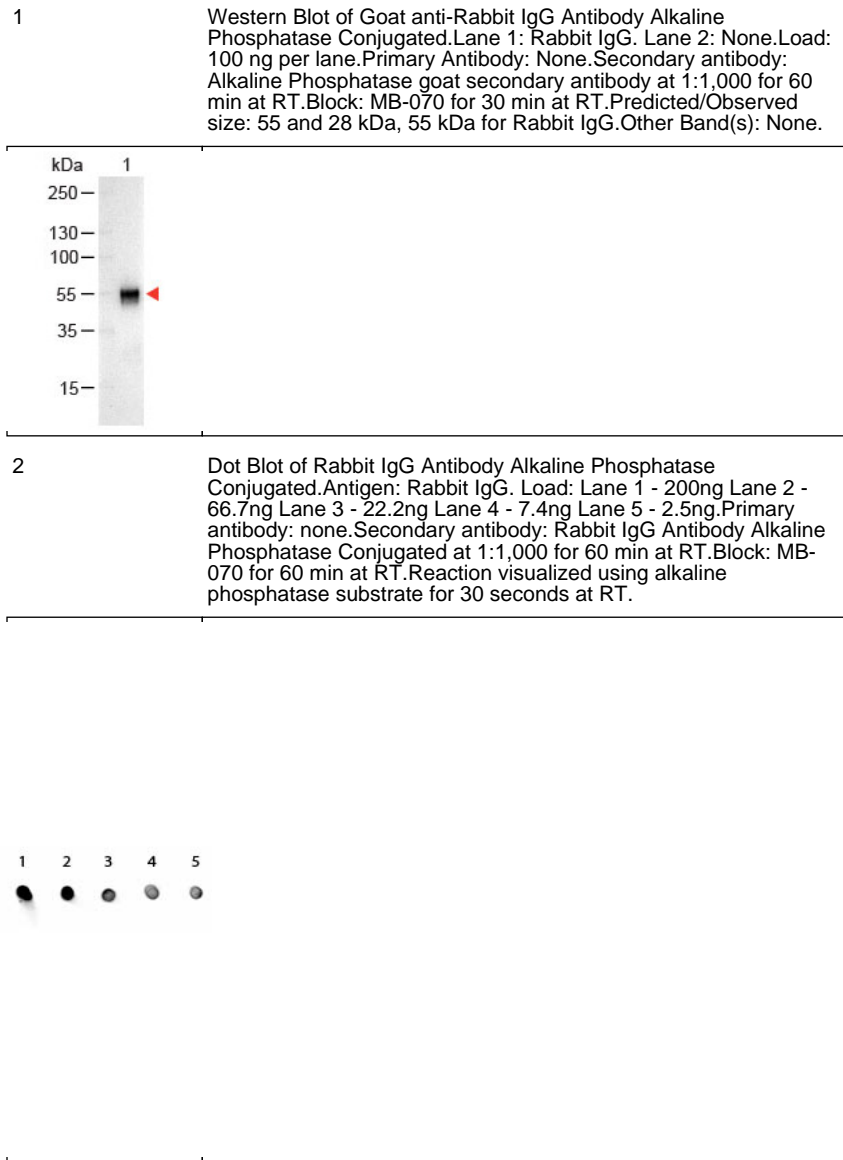 1
Western Blot of Goat anti-Rabbit IgG Antibody Alkaline
Phosphatase Conjugated.Lane 1: Rabbit IgG. Lane 2: None.Load:
100 ng per lane.Primary Antibody: None.Secondary antibody:
Alkaline Phosphatase goat secondary antibody at 1:1,000 for 60
min at RT.Block: MB-070 for 30 min at RT.Predicted/Observed
size: 55 and 28 kDa, 55 kDa for Rabbit IgG.Other Band(s): None.
kDa 1
250
130
100
55
35
15
2
Dot Blot of Rabbit IgG Antibody Alkaline Phosphatase
Conjugated.Antigen: Rabbit IgG. Load: Lane 1 - 200ng Lane 2 -
66.7ng Lane 3 - 22.2ng Lane 4 - 7.4ng Lane 5 - 2.5ng.Primary
antibody: none.Secondary antibody: Rabbit IgG Antibody Alkaline
Phosphatase Conjugated at 1:1,000 for 60 min at RT.Block: MB-
070 for 60 min at RT.Reaction visualized using alkaline
phosphatase substrate for 30 seconds at RT.
1 2 3 4 5